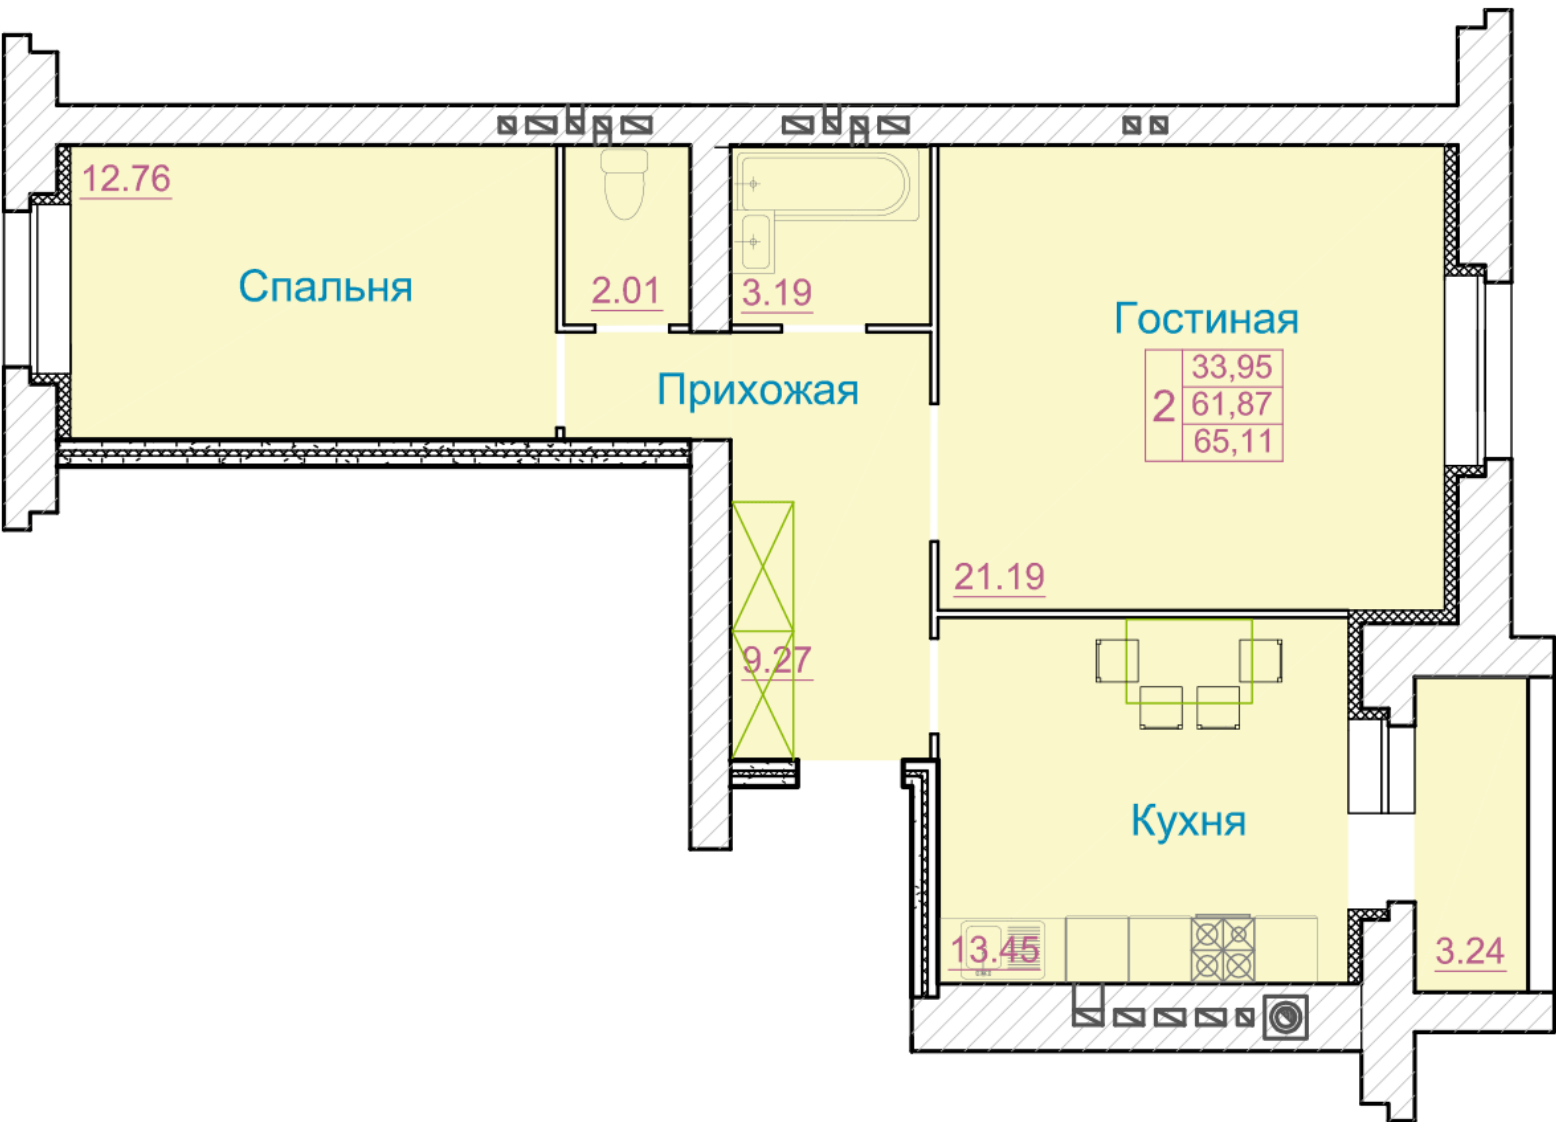 12.76
Спальня
2.01
3.19
Гостиная
Прихожая
2
33,95
61,87
65,11
21.19
9.27
Кухня
13.45
3.24